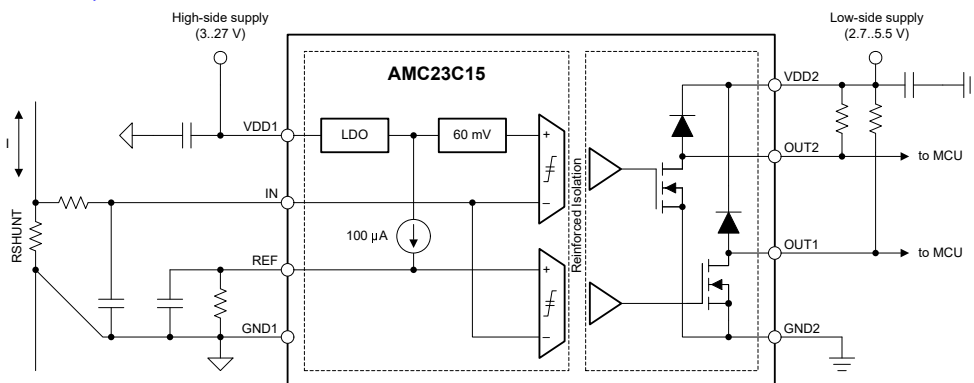 High-side supply
(3..27 V)
Low-side supply
(2.7..5.5 V)
AMC23C15
VDD1
LDO
60 mV
+
–
VDD2
OUT2
to MCU
I
IN
RSHUNT
100 μA
Reinforced Isolation
REF
+
–
OUT1
to MCU
GND1
GND2